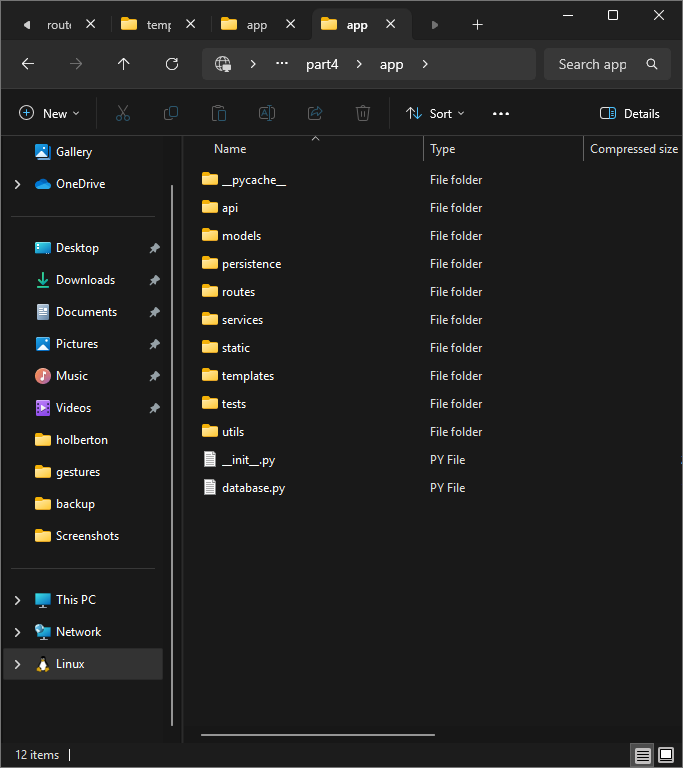 route
temp
app
app
part4
app
Search app
New
Sort
Details
Name Type Compressed size
Gallery
OneDrive
Desktop
Downloads
Documents
Pictures
Music
Videos
holberton
gestures
backup
Screenshots
This PC
Network
Linux
__pycache__ File folder
api File folder
models File folder
persistence File folder
routes File folder
services File folder
static File folder
templates File folder
tests File folder
utils File folder
__init__.py PY File
database.py PY File
12 items